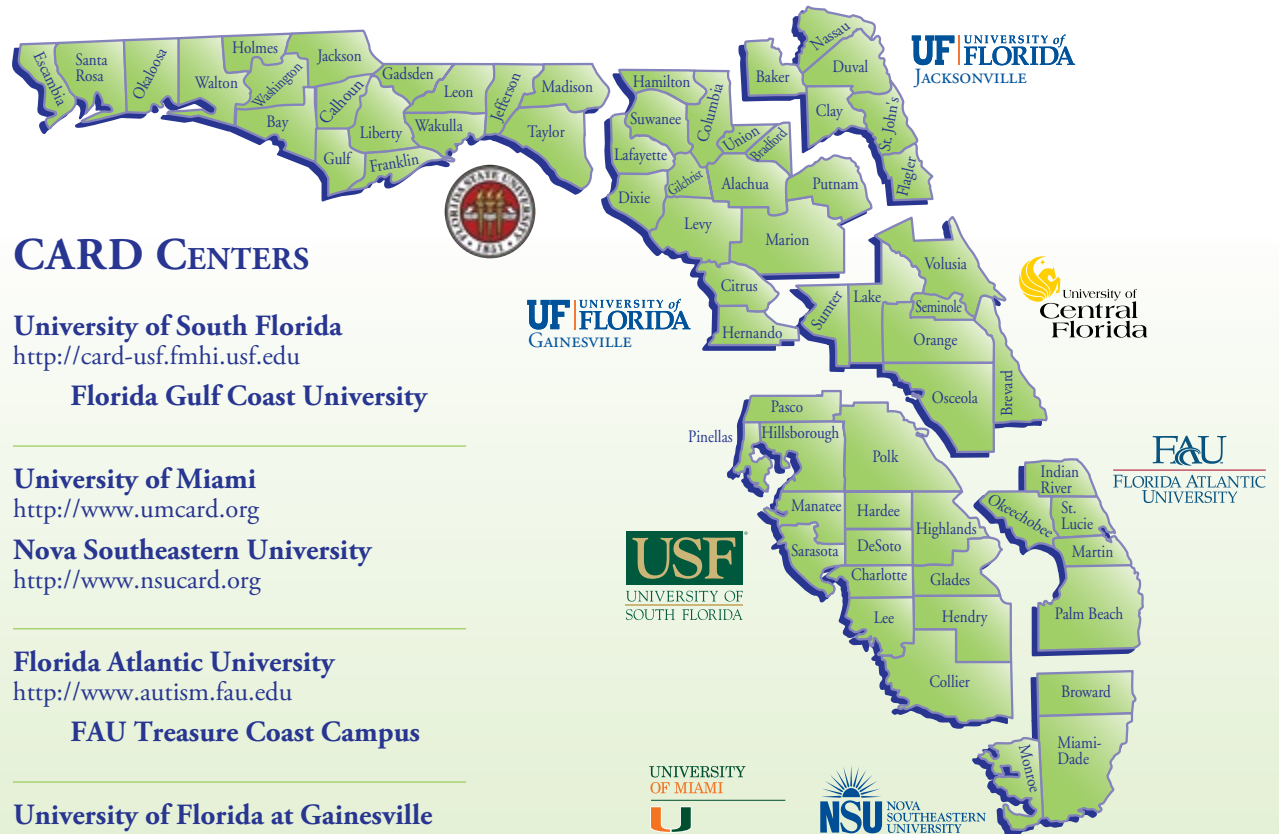 Escambia
Santa
Rosa
Okaloosa
Walton
Holmes
Washington
Jackson
Bay
Calhoun
Gulf
Liberty
Franklin
Gadsden
Leon
Wakulla
Jefferson
Madison
Taylor
FLORIDA STATE UNIVERSITY
1851
Hamilton
Suwanee
Columbia
Lafayette
Union
Bradford
Dixie
Gilchrist
Alachua
Putnam
Levy
Marion
Citrus
Hernando
Baker
Nassau
Duval
Clay
St. John's
Flagler
UF UNIVERSITY of
FLORIDA
JACKSONVILLE
CARD CENTERS
University of South Florida
http://card-usf.fmhi.usf.edu
Florida Gulf Coast University
University of Miami
http://www.umcard.org
Nova Southeastern University
http://www.nsucard.org
Florida Atlantic University
http://www.autism.fau.edu
FAU Treasure Coast Campus
University of Florida at Gainesville
UF UNIVERSITY of
FLORIDA
GAINESVILLE
Volusia
Lake
Sumter
Seminole
Orange
Osceola
Brevard
University of
Central
Florida
Pasco
Pinellas
Hillsborough
Polk
Manatee
Hardee
Highlands
Sarasota
DeSoto
Charlotte
Glades
Lee
Hendry
Collier
USF
UNIVERSITY OF
SOUTH FLORIDA
Indian
River
Okeechobee
St.
Lucie
Martin
Palm Beach
FAU
FLORIDA ATLANTIC
UNIVERSITY
Broward
Miami-
Dade
Monroe
UNIVERSITY
OF MIAMI
U
NSU NOVA
SOUTHEASTERN
UNIVERSITY